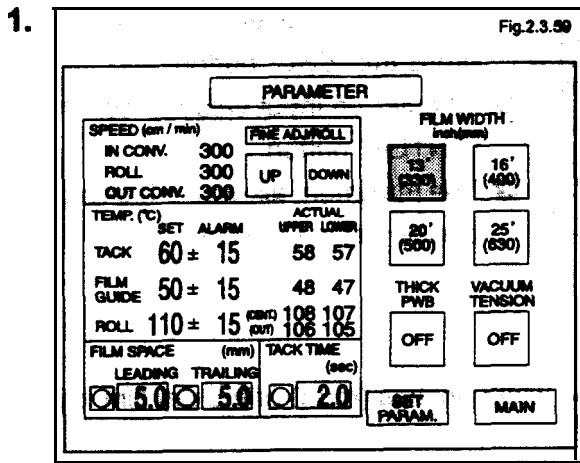 1.
Fig.2.3.59
PARAMETER
SPEED (cm / min)
FINE ADJ/ROLL
IN CONV. 300
ROLL 300
OUT CONV. 300
UP
DOWN
FILM WIDTH
inch(mm)
13'
(330)
16'
(400)
20'
(500)
25'
(630)
TEMP. (°C)
SET ALARM
ACTUAL
UPPER LOWER
TACK 60 ± 15 58 57
FILM
GUIDE 50 ± 15 48 47
ROLL 110 ± 15 (CENT.) 108 107
(OUT) 106 105
THICK
PWB
OFF
VACUUM
TENSION
OFF
FILM SPACE (mm)
LEADING TRAILING
5.0 5.0
TACK TIME
(sec)
2.0
SET
PARAM.
MAIN